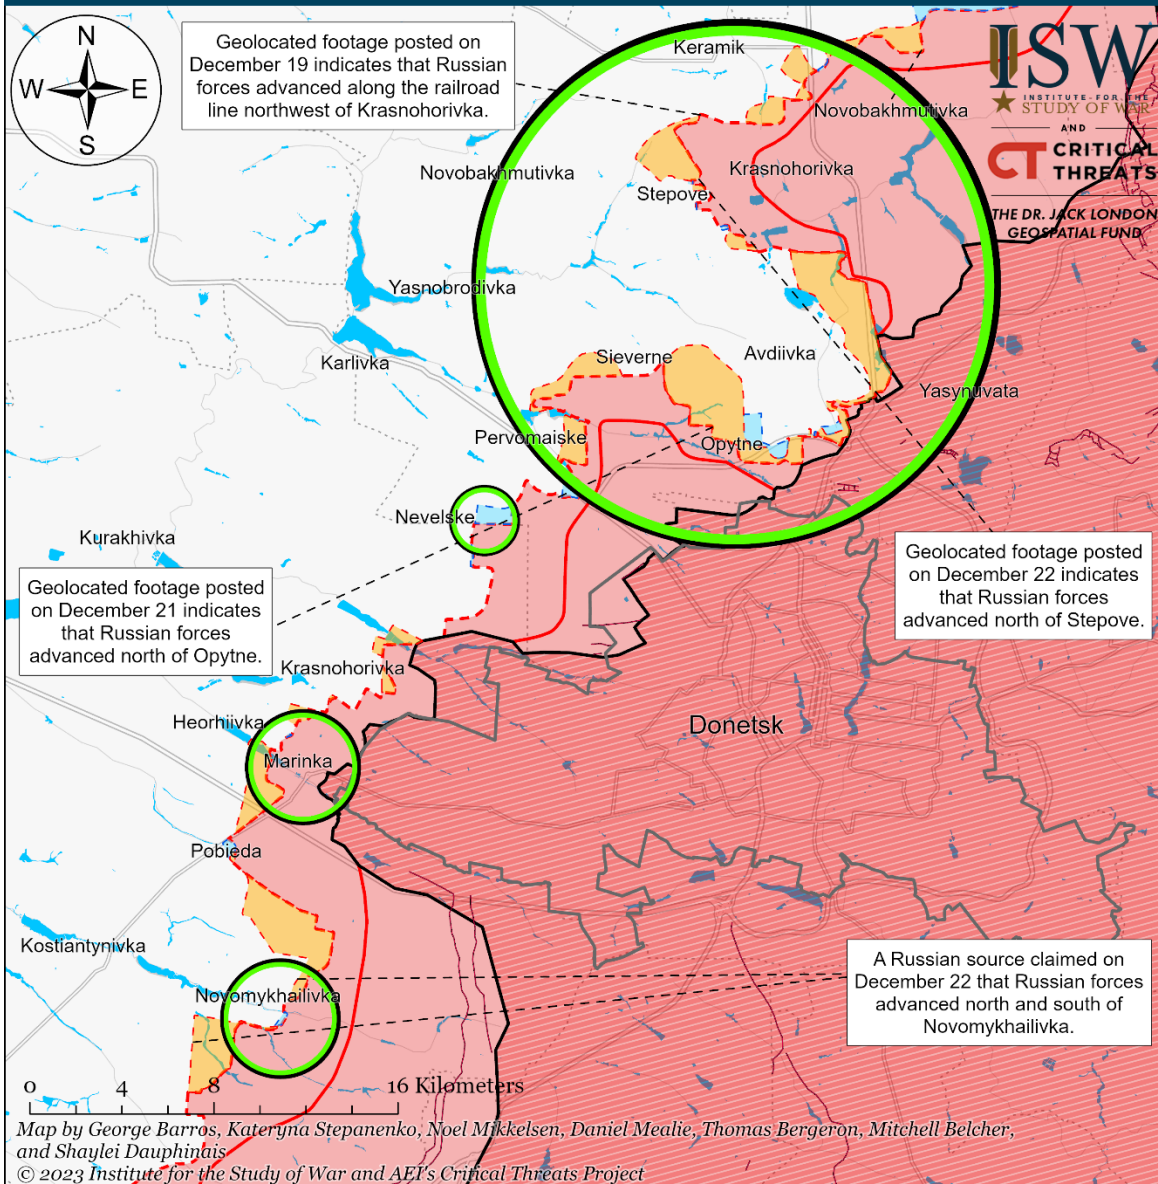 N
W
E
S
Geolocated footage posted on
December 19 indicates that Russian
forces advanced along the railroad
line northwest of Krasnohorivka.
Keramik
ISW
INSTITUTE FOR THE
STUDY OF WAR
AND
CT CRITICAL
THREATS
THE DR. JACK LONDON
GEOSPATIAL FUND
Novobakhmutivka
Novobakhmutivka
Krasnohorivka
Stepove
Yasnobrodivka
Karlivka
Sieverne
Avdiivka
Yasynuvata
Pervomaiske
Opytne
Nevelske
Kurakhivka
Geolocated footage posted
on December 22 indicates
that Russian forces
advanced north of Stepove.
Geolocated footage posted
on December 21 indicates
that Russian forces
advanced north of Opytne.
Krasnohorivka
Heorhiivka
Donetsk
Marinka
Pobieda
Kostiantynivka
A Russian source claimed on
December 22 that Russian forces
advanced north and south of
Novomykhailivka.
Novomykhailivka
0 4 8 16 Kilometers
Map by George Barros, Kateryna Stepanenko, Noel Mikkelsen, Daniel Mealie, Thomas Bergeron, Mitchell Belcher,
and Shaylei Dauphinais
© 2023 Institute for the Study of War and AEI's Critical Threats Project